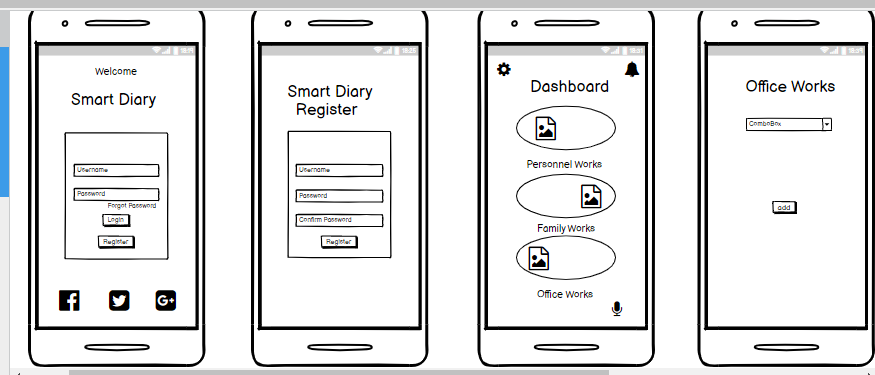 Welcome
Smart Diary
Username
Password
Forgot Password
Login
Register
Smart Diary
Register
Username
Password
Confirm Password
Register
Dashboard
Personnel Works
Family Works
Office Works
Office Works
ComboBox
add